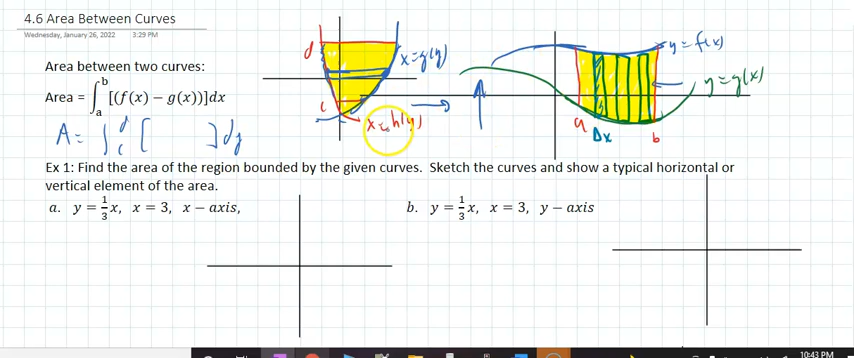 4.6 Area Between Curves
Wednesday, January 26, 2022 3:29 PM
Area between two curves:
Area = ∫ₐᵇ [(f(x) − g(x))]dx
A = ∫ᶜᵈ [ ] dy
d
x = g(y)
c
x = h(y)
y = f(x)
y = g(x)
a
Δx
b
Ex 1: Find the area of the region bounded by the given curves. Sketch the curves and show a typical horizontal or
vertical element of the area.
a. y = 1/3 x, x = 3, x − axis,
b. y = 1/3 x, x = 3, y − axis
10:43 PM